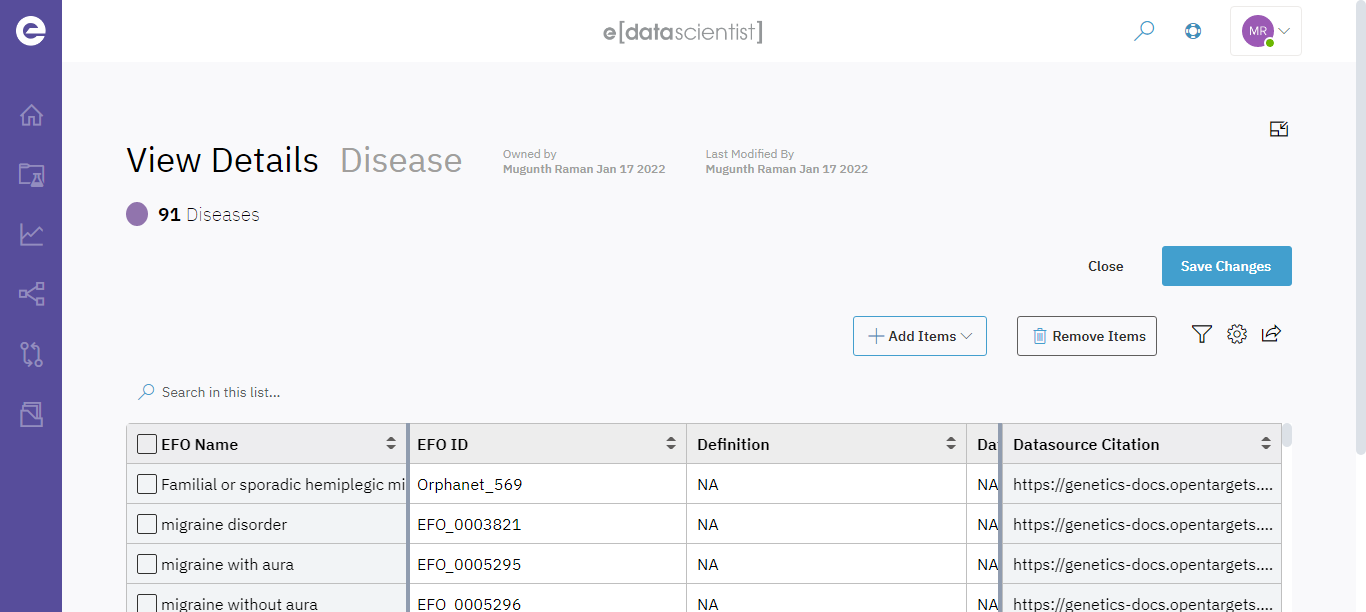 e[datascientist]
MR
View Details Disease
Owned by
Mugunth Raman Jan 17 2022
Last Modified By
Mugunth Raman Jan 17 2022
91 Diseases
Close
Save Changes
Add Items
Remove Items
Search in this list...
EFO Name EFO ID Definition Da Datasource Citation
Familial or sporadic hemiplegic mi Orphanet_569 NA NA https://genetics-docs.opentargets....
migraine disorder EFO_0003821 NA NA https://genetics-docs.opentargets....
migraine with aura EFO_0005295 NA NA https://genetics-docs.opentargets....
migraine without aura EFO_0005296 NA NA https://genetics-docs.opentargets....